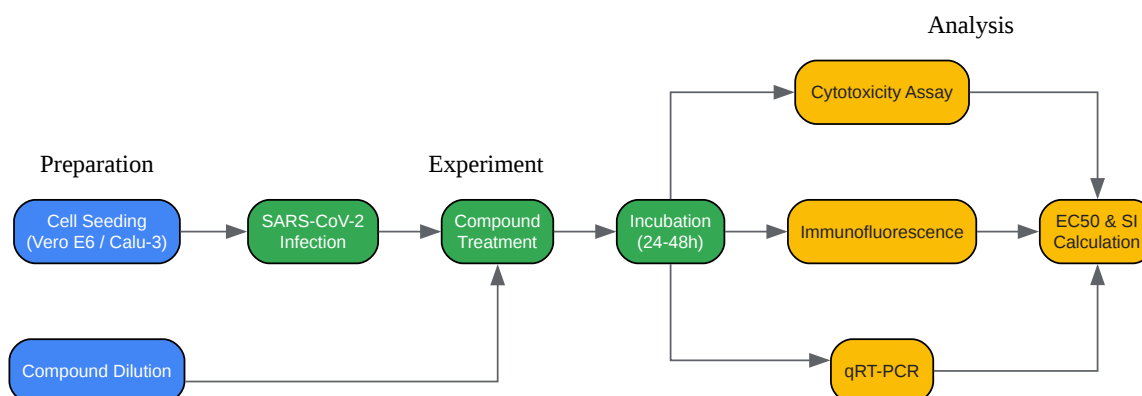 Analysis
Cytotoxicity Assay
Preparation
Experiment
Cell Seeding
(Vero E6 / Calu-3)
SARS-CoV-2
Infection
Compound
Treatment
Incubation
(24-48h)
Immunofluorescence
EC50 & SI
Calculation
Compound Dilution
qRT-PCR